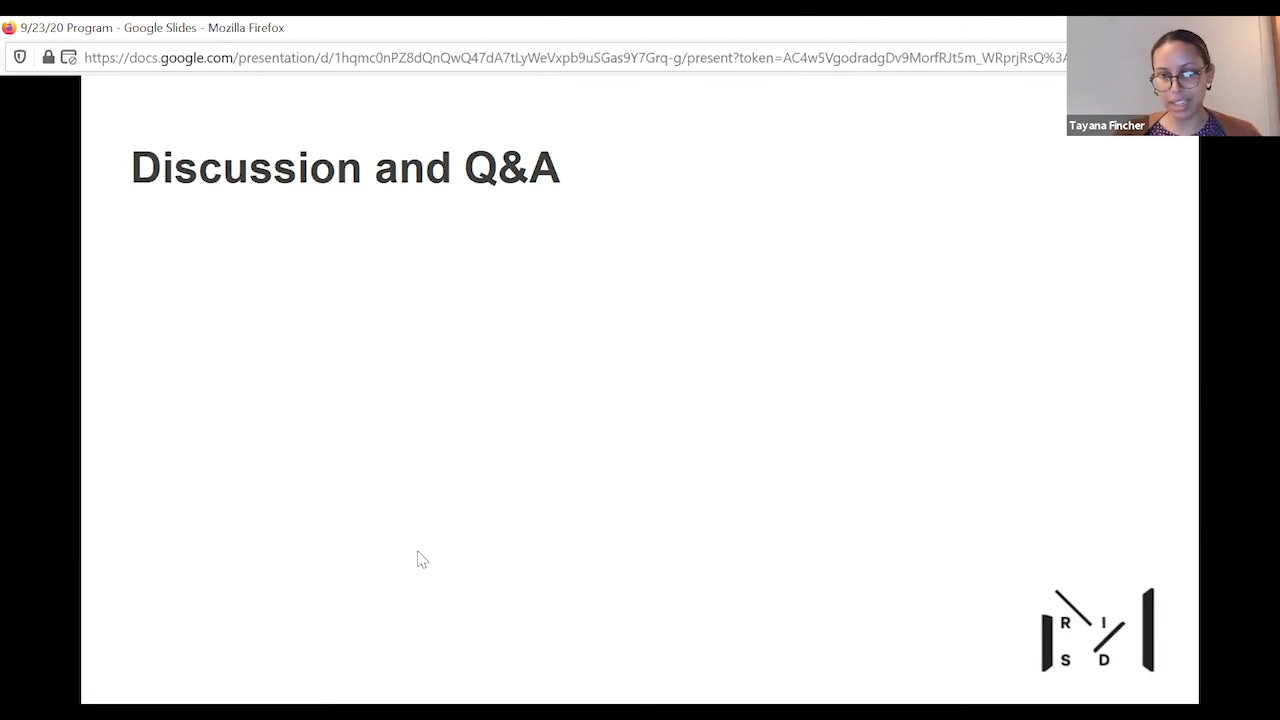 9/23/20 Program - Google Slides - Mozilla Firefox
https://docs.google.com/presentation/d/1hqmc0nPZ8dQnQwQ47dA7tLyWeVxpb9uSGas9Y7Grq-g/present?token=AC4w5VgodradgDv9MorfRJt5m_WRprjRsQ%3A
Tayana Fincher
Discussion and Q&A
R I
S D